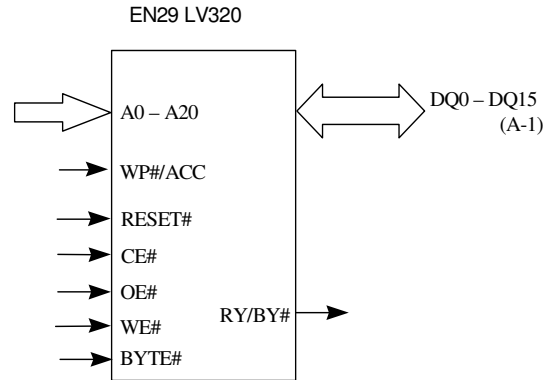 EN29 LV320
A0 – A20
DQ0 – DQ15
(A-1)
WP#/ACC
RESET#
CE#
OE#
RY/BY#
WE#
BYTE#